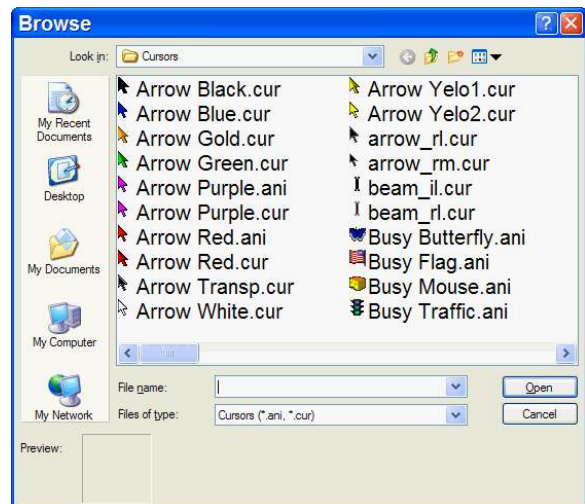 Browse
Look in: Cursors
My Recent
Documents
Desktop
My Documents
My Computer
My Network
Arrow Black.cur
Arrow Blue.cur
Arrow Gold.cur
Arrow Green.cur
Arrow Purple.ani
Arrow Purple.cur
Arrow Red.ani
Arrow Red.cur
Arrow Transp.cur
Arrow White.cur
Arrow Yelo1.cur
Arrow Yelo2.cur
arrow_rl.cur
arrow_rm.cur
beam_il.cur
beam_rl.cur
Busy Butterfly.ani
Busy Flag.ani
Busy Mouse.ani
Busy Traffic.ani
File name:
Open
Files of type: Cursors (*.ani, *.cur)
Cancel
Preview: